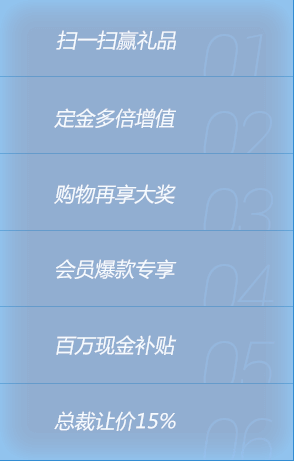 扫一扫赢礼品
01
定金多倍增值
02
购物再享大奖
03
会员爆款专享
04
百万现金补贴
05
总裁让价15%
06